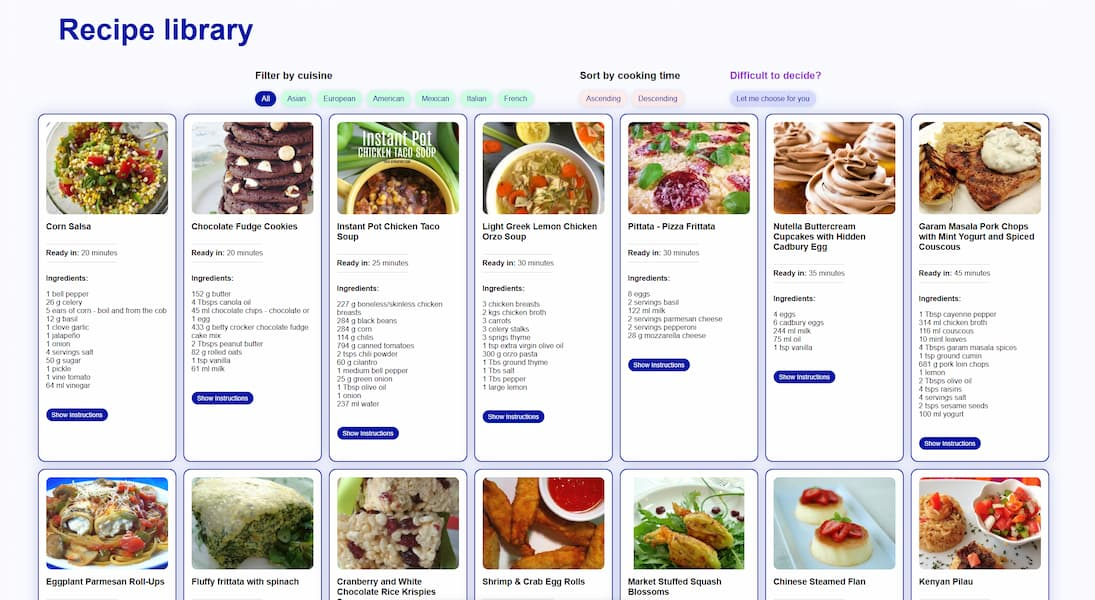 Recipe library
Filter by cuisine
Sort by cooking time
Difficult to decide?
All
Asian
European
American
Mexican
Italian
French
Ascending
Descending
Let me choose for you
Corn Salsa
Ready in: 20 minutes
Ingredients:
1 bell pepper
26 g celery
5 ears of corn - boil and from the cob
12 g basil
1 clove garlic
1 jalapeño
1 onion
4 servings salt
50 g sugar
1 pickle
1 vine tomato
64 ml vinegar
Show instructions
Chocolate Fudge Cookies
Ready in: 20 minutes
Ingredients:
152 g butter
4 Tbsps canola oil
45 ml chocolate chips - chocolate or
1 egg
433 g betty crocker chocolate fudge
cake mix
2 Tbsps peanut butter
82 g rolled oats
1 tsp vanilla
61 ml milk
Show instructions
Instant Pot
CHICKEN TACO SOUP
Instant Pot Chicken Taco
Soup
Ready in: 25 minutes
Ingredients:
227 g boneless/skinless chicken
breasts
284 g black beans
284 g corn
114 g chilis
794 g canned tomatoes
2 tsps chili powder
60 g cilantro
1 medium bell pepper
25 g green onion
1 Tbsp olive oil
1 onion
237 ml water
Show instructions
Light Greek Lemon Chicken
Orzo Soup
Ready in: 30 minutes
Ingredients:
3 chicken breasts
2 kgs chicken broth
3 carrots
3 celery stalks
3 sprigs thyme
1 tsp extra virgin olive oil
300 g orzo pasta
1 Tbs ground thyme
1 Tbs salt
1 Tbs pepper
1 large lemon
Show instructions
Pittata - Pizza Frittata
Ready in: 30 minutes
Ingredients:
8 eggs
2 servings basil
122 ml milk
2 servings parmesan cheese
2 servings pepperoni
28 g mozzarella cheese
Show instructions
Nutella Buttercream
Cupcakes with Hidden
Cadbury Egg
Ready in: 35 minutes
Ingredients:
4 eggs
6 cadbury eggs
244 ml milk
75 ml oil
1 tsp vanilla
Show instructions
Garam Masala Pork Chops
with Mint Yogurt and Spiced
Couscous
Ready in: 45 minutes
Ingredients:
1 Tbsp cayenne pepper
314 ml chicken broth
116 ml couscous
10 mint leaves
4 Tbsps garam masala spices
1 tsp ground cumin
681 g pork loin chops
1 lemon
2 Tbsps olive oil
4 tsps raisins
4 servings salt
2 tsps sesame seeds
100 ml yogurt
Show instructions
Eggplant Parmesan Roll-Ups
Fluffy frittata with spinach
Cranberry and White
Chocolate Rice Krispies
Shrimp & Crab Egg Rolls
Market Stuffed Squash
Blossoms
Chinese Steamed Flan
Kenyan Pilau